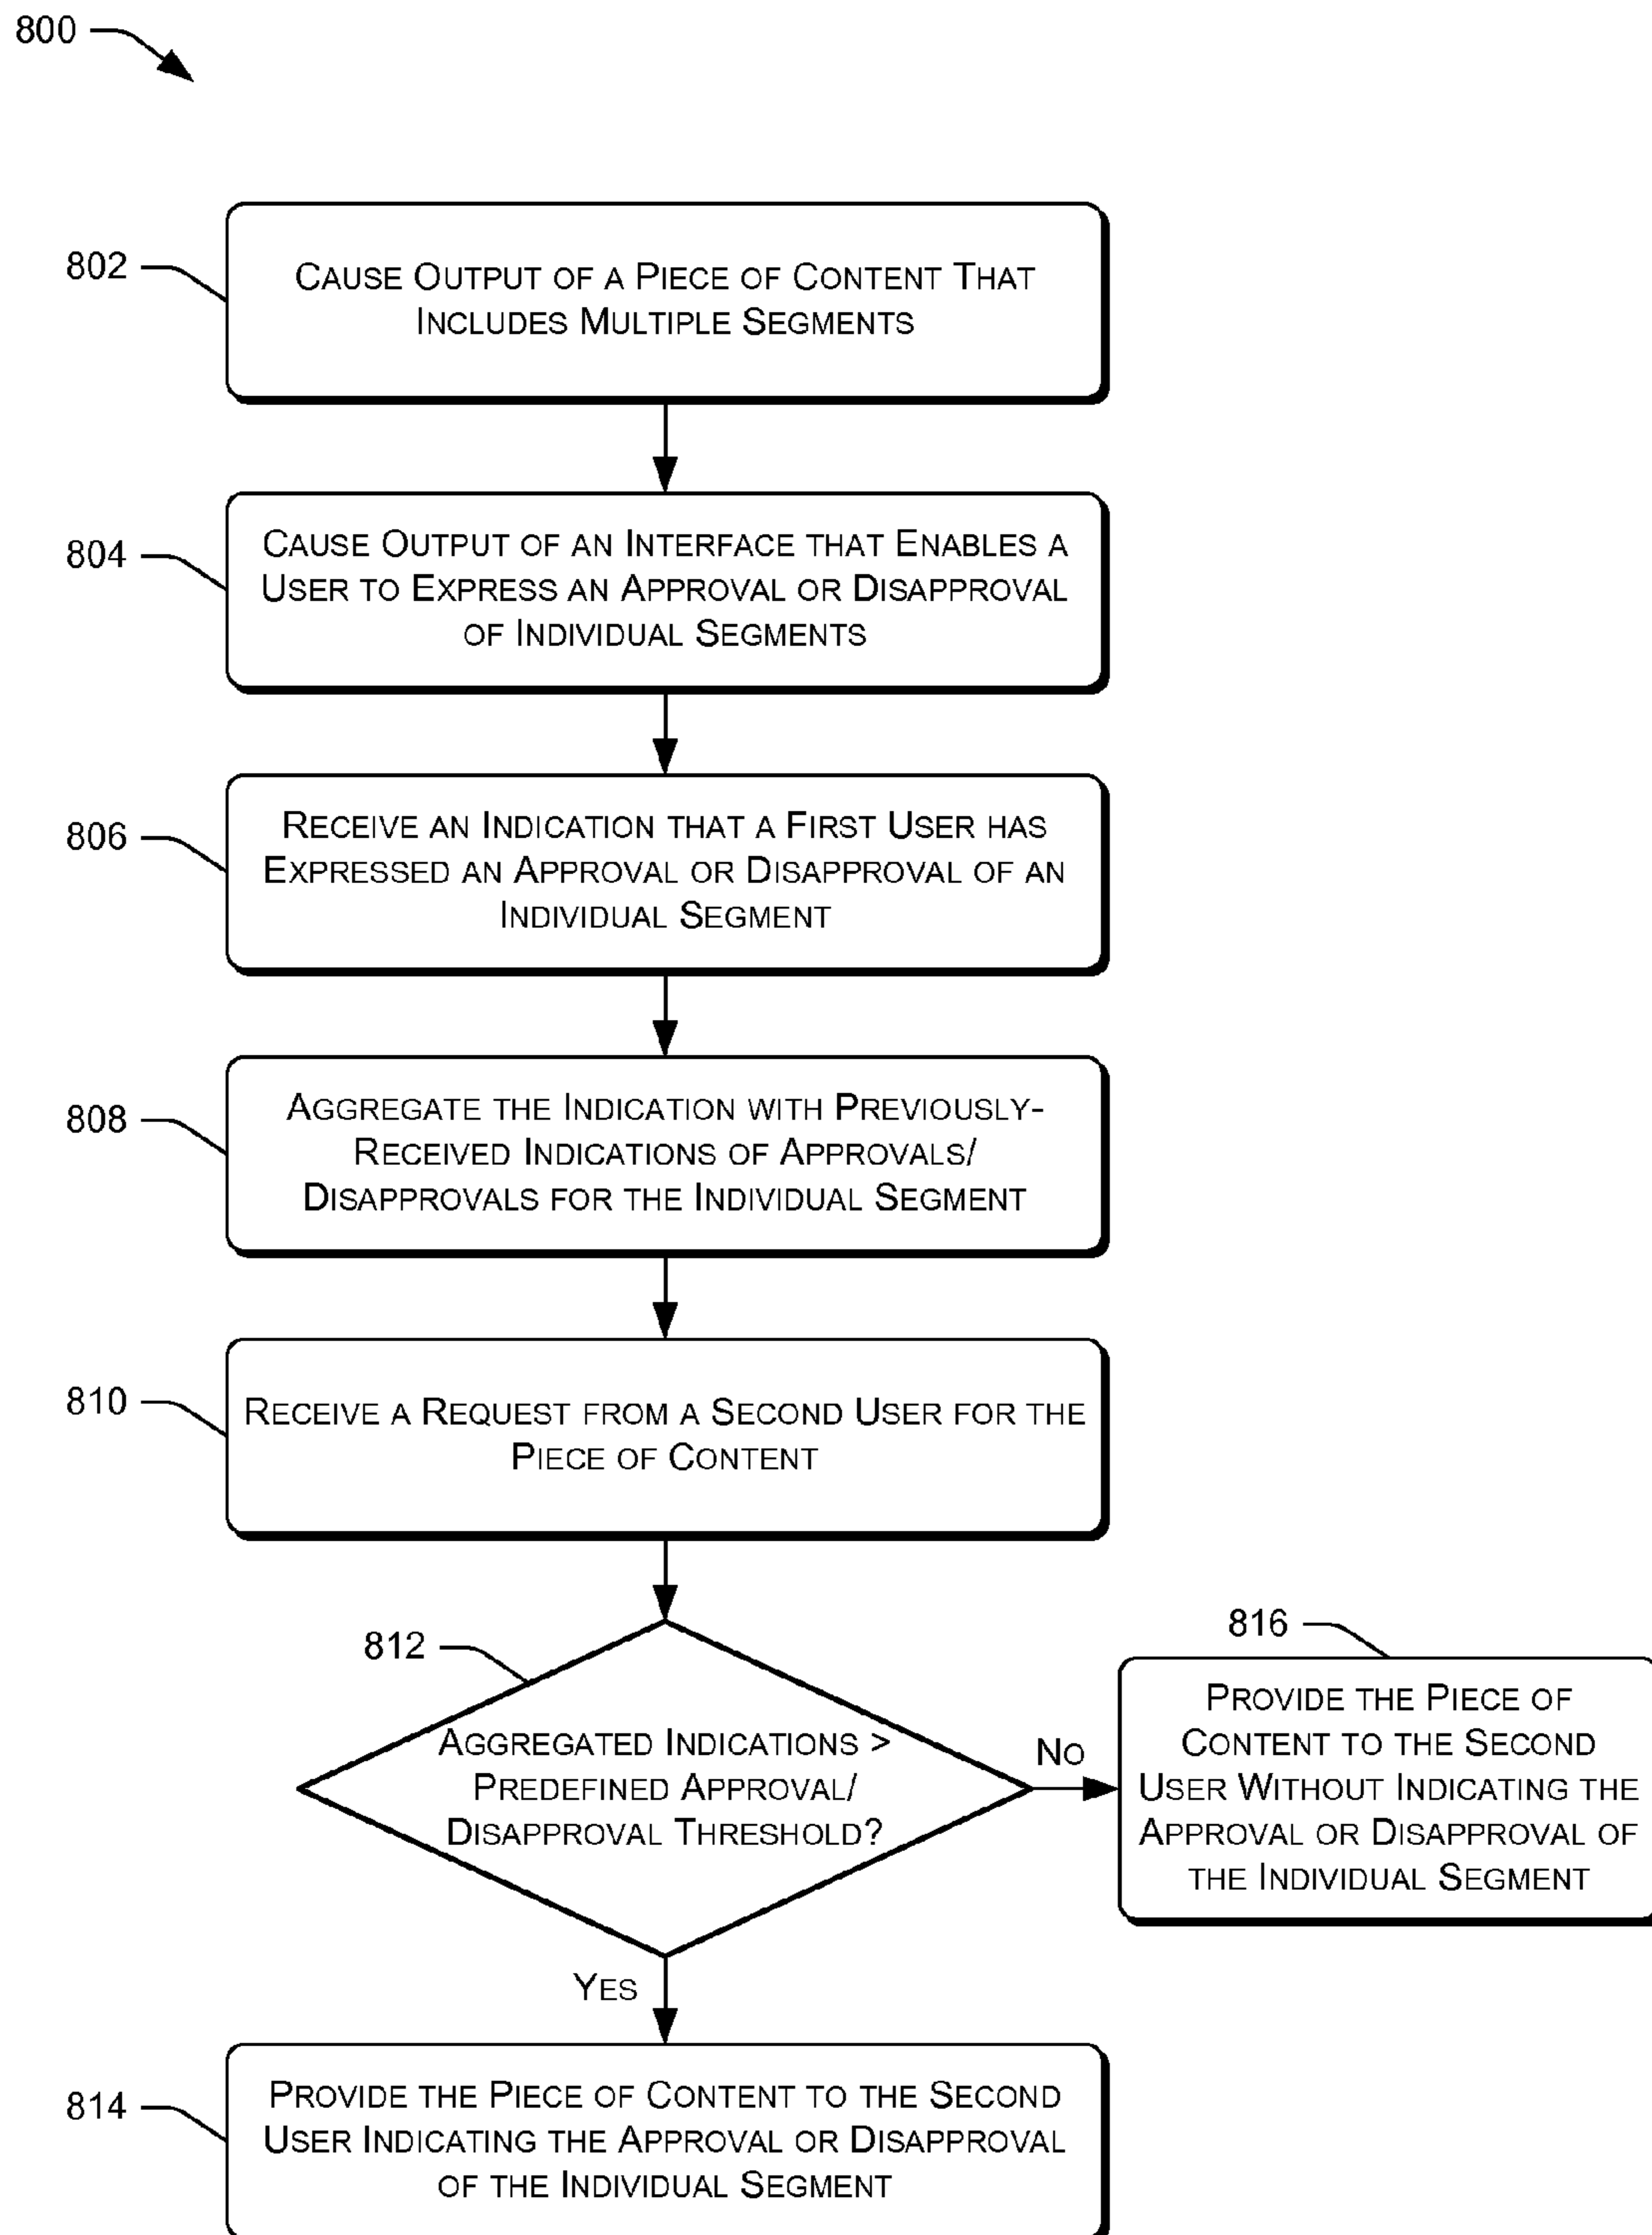 800
802
CAUSE OUTPUT OF A PIECE OF CONTENT THAT
INCLUDES MULTIPLE SEGMENTS
804
CAUSE OUTPUT OF AN INTERFACE THAT ENABLES A
USER TO EXPRESS AN APPROVAL OR DISAPPROVAL
OF INDIVIDUAL SEGMENTS
806
RECEIVE AN INDICATION THAT A FIRST USER HAS
EXPRESSED AN APPROVAL OR DISAPPROVAL OF AN
INDIVIDUAL SEGMENT
808
AGGREGATE THE INDICATION WITH PREVIOUSLY-
RECEIVED INDICATIONS OF APPROVALS/
DISAPPROVALS FOR THE INDIVIDUAL SEGMENT
810
RECEIVE A REQUEST FROM A SECOND USER FOR THE
PIECE OF CONTENT
812
AGGREGATED INDICATIONS >
PREDEFINED APPROVAL/
DISAPPROVAL THRESHOLD?
NO
816
PROVIDE THE PIECE OF
CONTENT TO THE SECOND
USER WITHOUT INDICATING THE
APPROVAL OR DISAPPROVAL OF
THE INDIVIDUAL SEGMENT
YES
814
PROVIDE THE PIECE OF CONTENT TO THE SECOND
USER INDICATING THE APPROVAL OR DISAPPROVAL
OF THE INDIVIDUAL SEGMENT